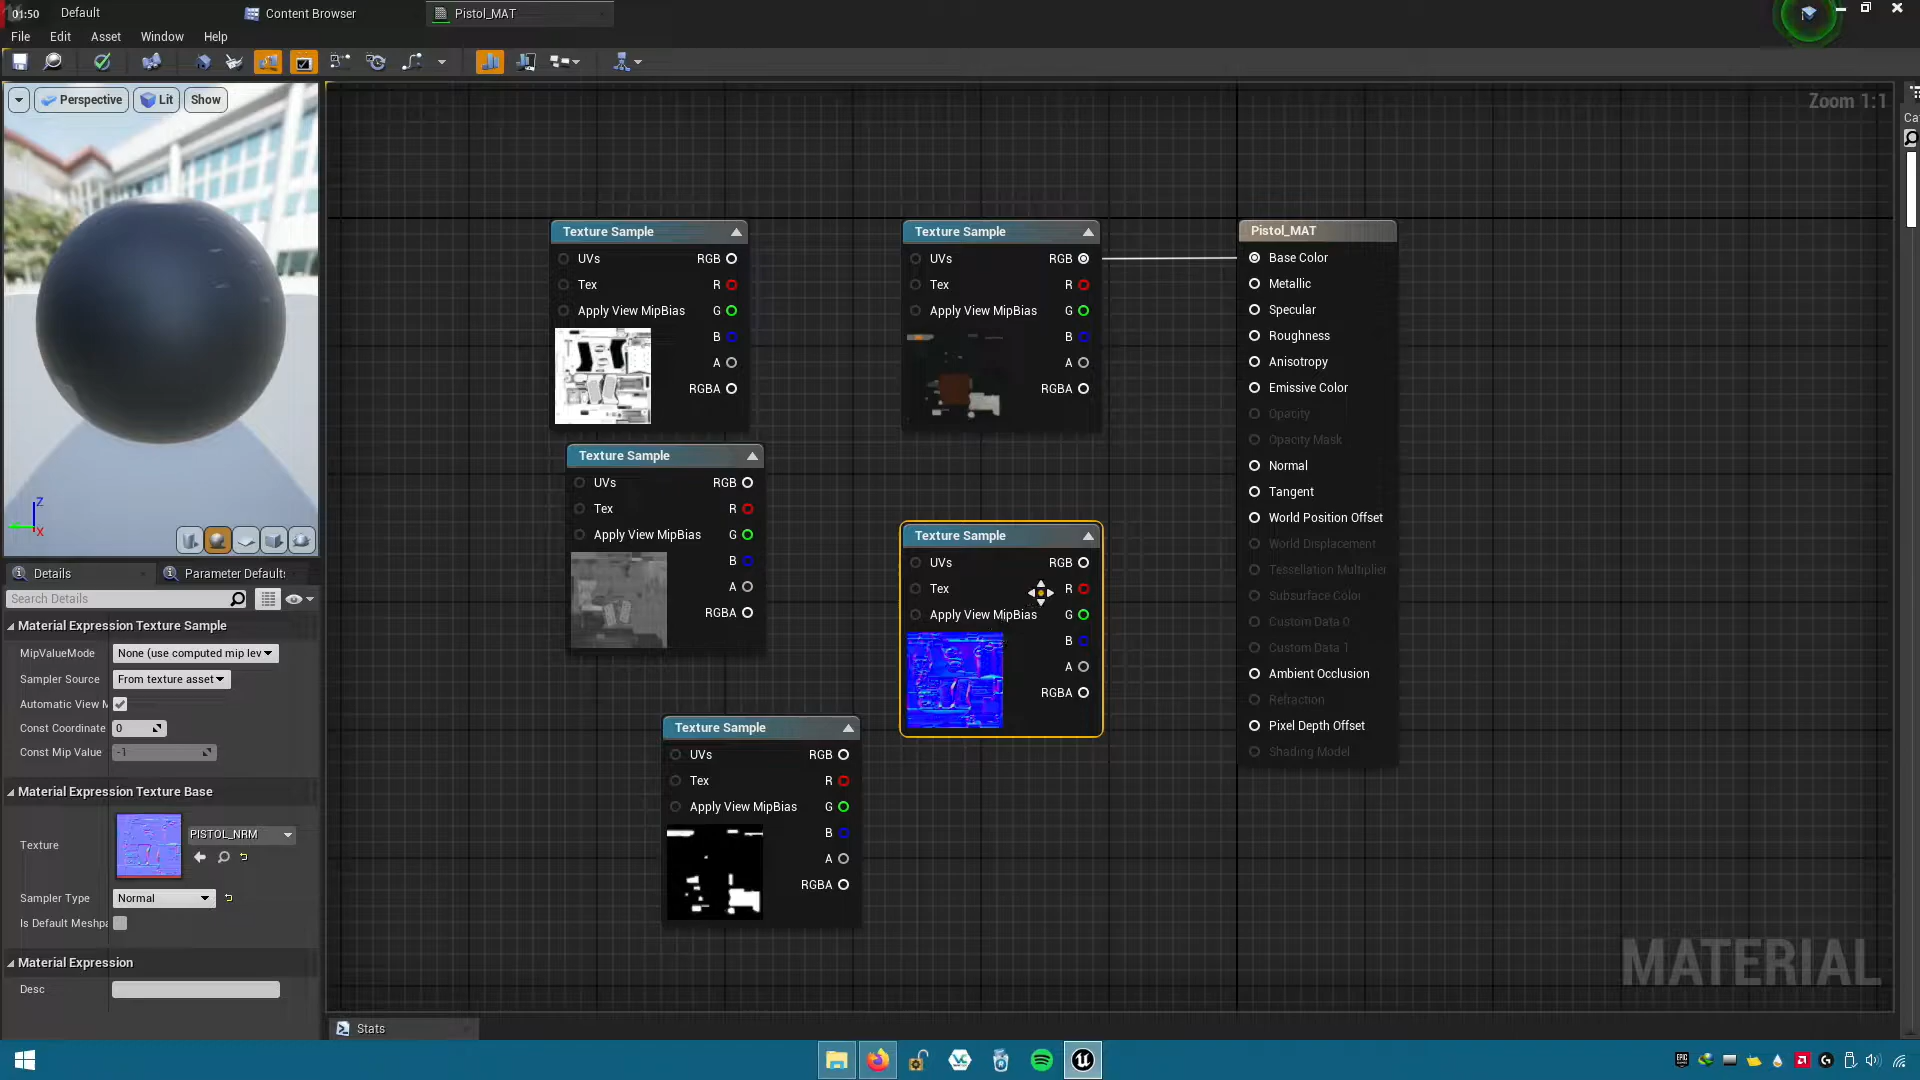 01:50
Default
Content Browser
Pistol_MAT
File
Edit
Asset
Window
Help
Perspective
Lit
Show
Zoom 1:1
Ca
Texture Sample
UVs
RGB
Tex
R
Apply View MipBias
G
B
A
RGBA
Texture Sample
UVs
RGB
Tex
R
Apply View MipBias
G
B
A
RGBA
Pistol_MAT
Base Color
Metallic
Specular
Roughness
Anisotropy
Emissive Color
Opacity
Opacity Mask
Normal
Tangent
World Position Offset
World Displacement
Tessellation Multiplier
Subsurface Color
Custom Data 0
Custom Data 1
Ambient Occlusion
Refraction
Pixel Depth Offset
Shading Model
Texture Sample
UVs
RGB
Tex
R
Apply View MipBias
G
B
A
RGBA
Texture Sample
UVs
RGB
Tex
R
Apply View MipBias
G
B
A
RGBA
Texture Sample
UVs
RGB
Tex
R
Apply View MipBias
G
B
A
RGBA
Z
X
Details
Parameter Defaults
Search Details
Material Expression Texture Sample
MipValueMode
None (use computed mip lev
Sampler Source
From texture asset
Automatic View M
Const Coordinate
0
Const Mip Value
-1
Material Expression Texture Base
Texture
PISTOL_NRM
Sampler Type
Normal
Is Default Meshpa
Material Expression
Desc
MATERIAL
Stats